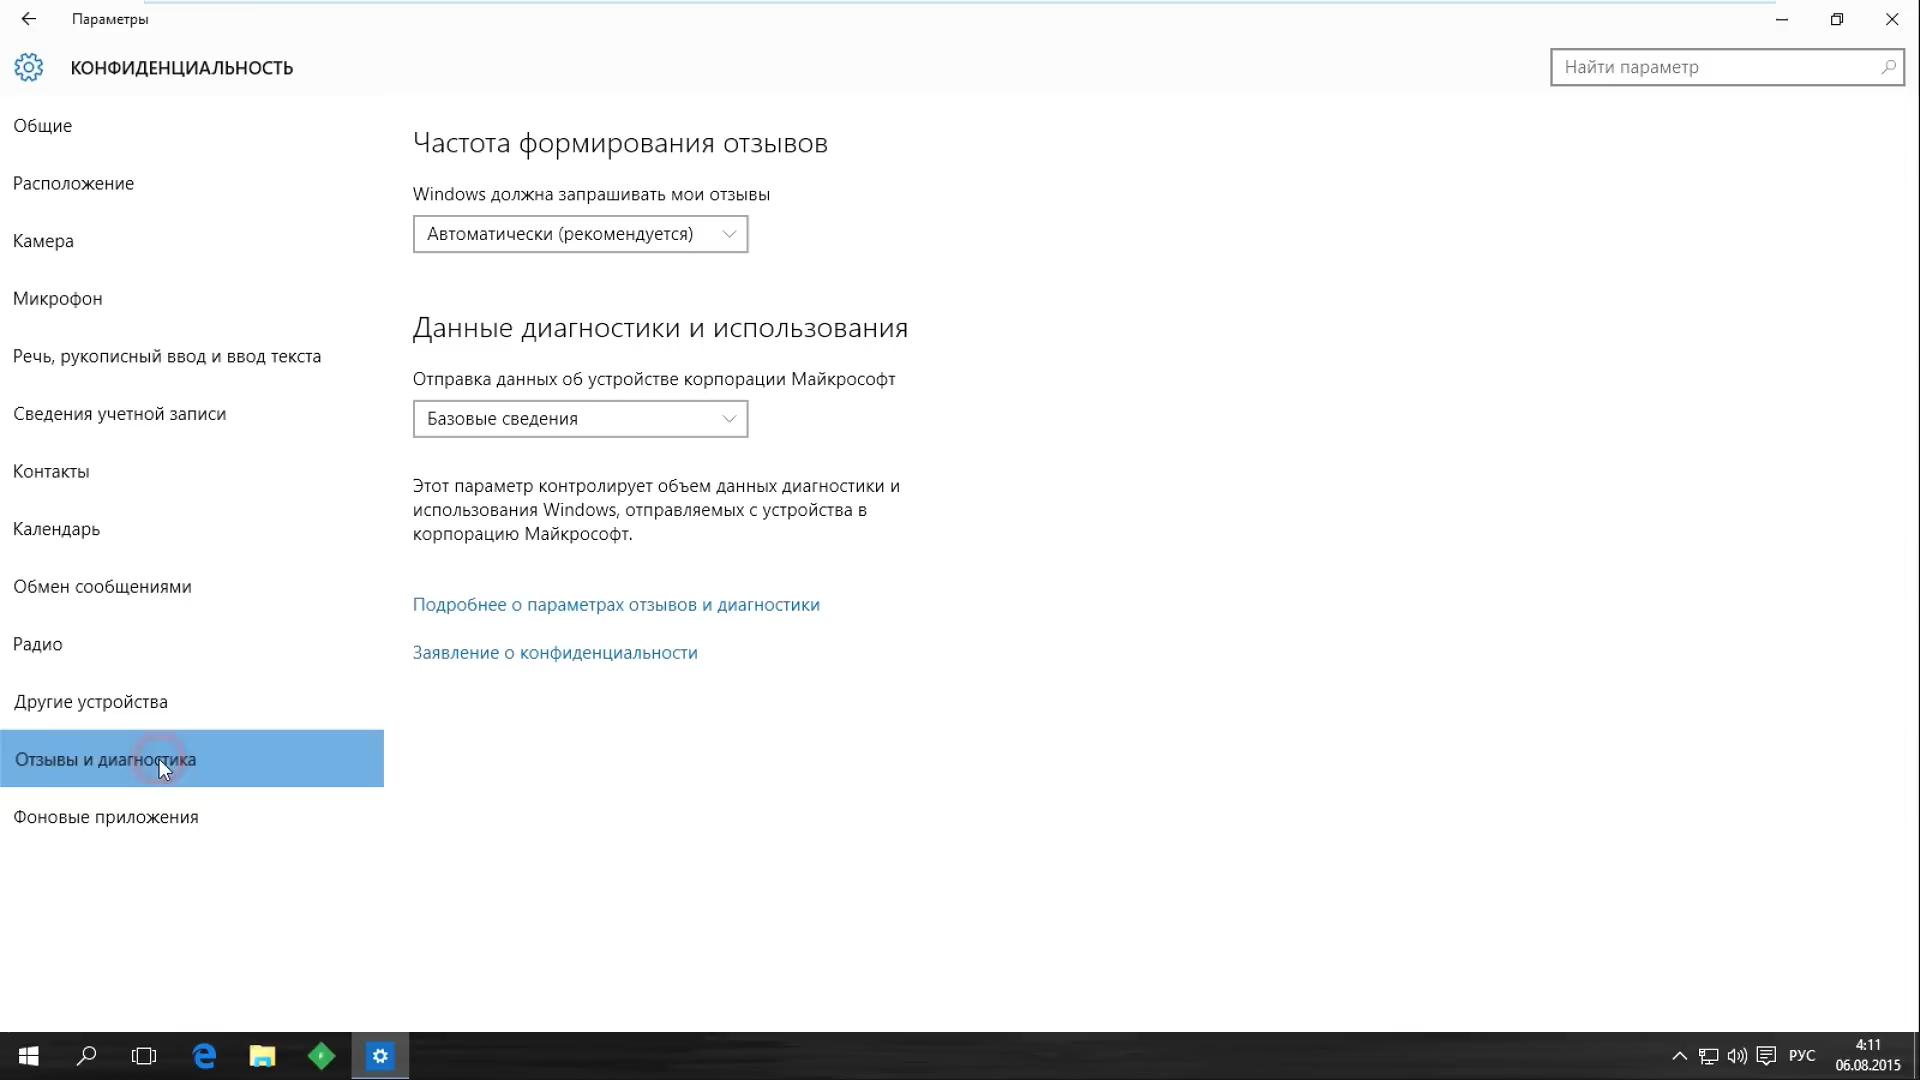 Параметры
КОНФИДЕНЦИАЛЬНОСТЬ
Найти параметр
Общие
Расположение
Камера
Микрофон
Речь, рукописный ввод и ввод текста
Сведения учетной записи
Контакты
Календарь
Обмен сообщениями
Радио
Другие устройства
Отзывы и диагностика
Фоновые приложения
Частота формирования отзывов
Windows должна запрашивать мои отзывы
Автоматически (рекомендуется)
Данные диагностики и использования
Отправка данных об устройстве корпорации Майкрософт
Базовые сведения
Этот параметр контролирует объем данных диагностики и
использования Windows, отправляемых с устройства в
корпорацию Майкрософт.
Подробнее о параметрах отзывов и диагностики
Заявление о конфиденциальности
РУС
4:11
06.08.2015